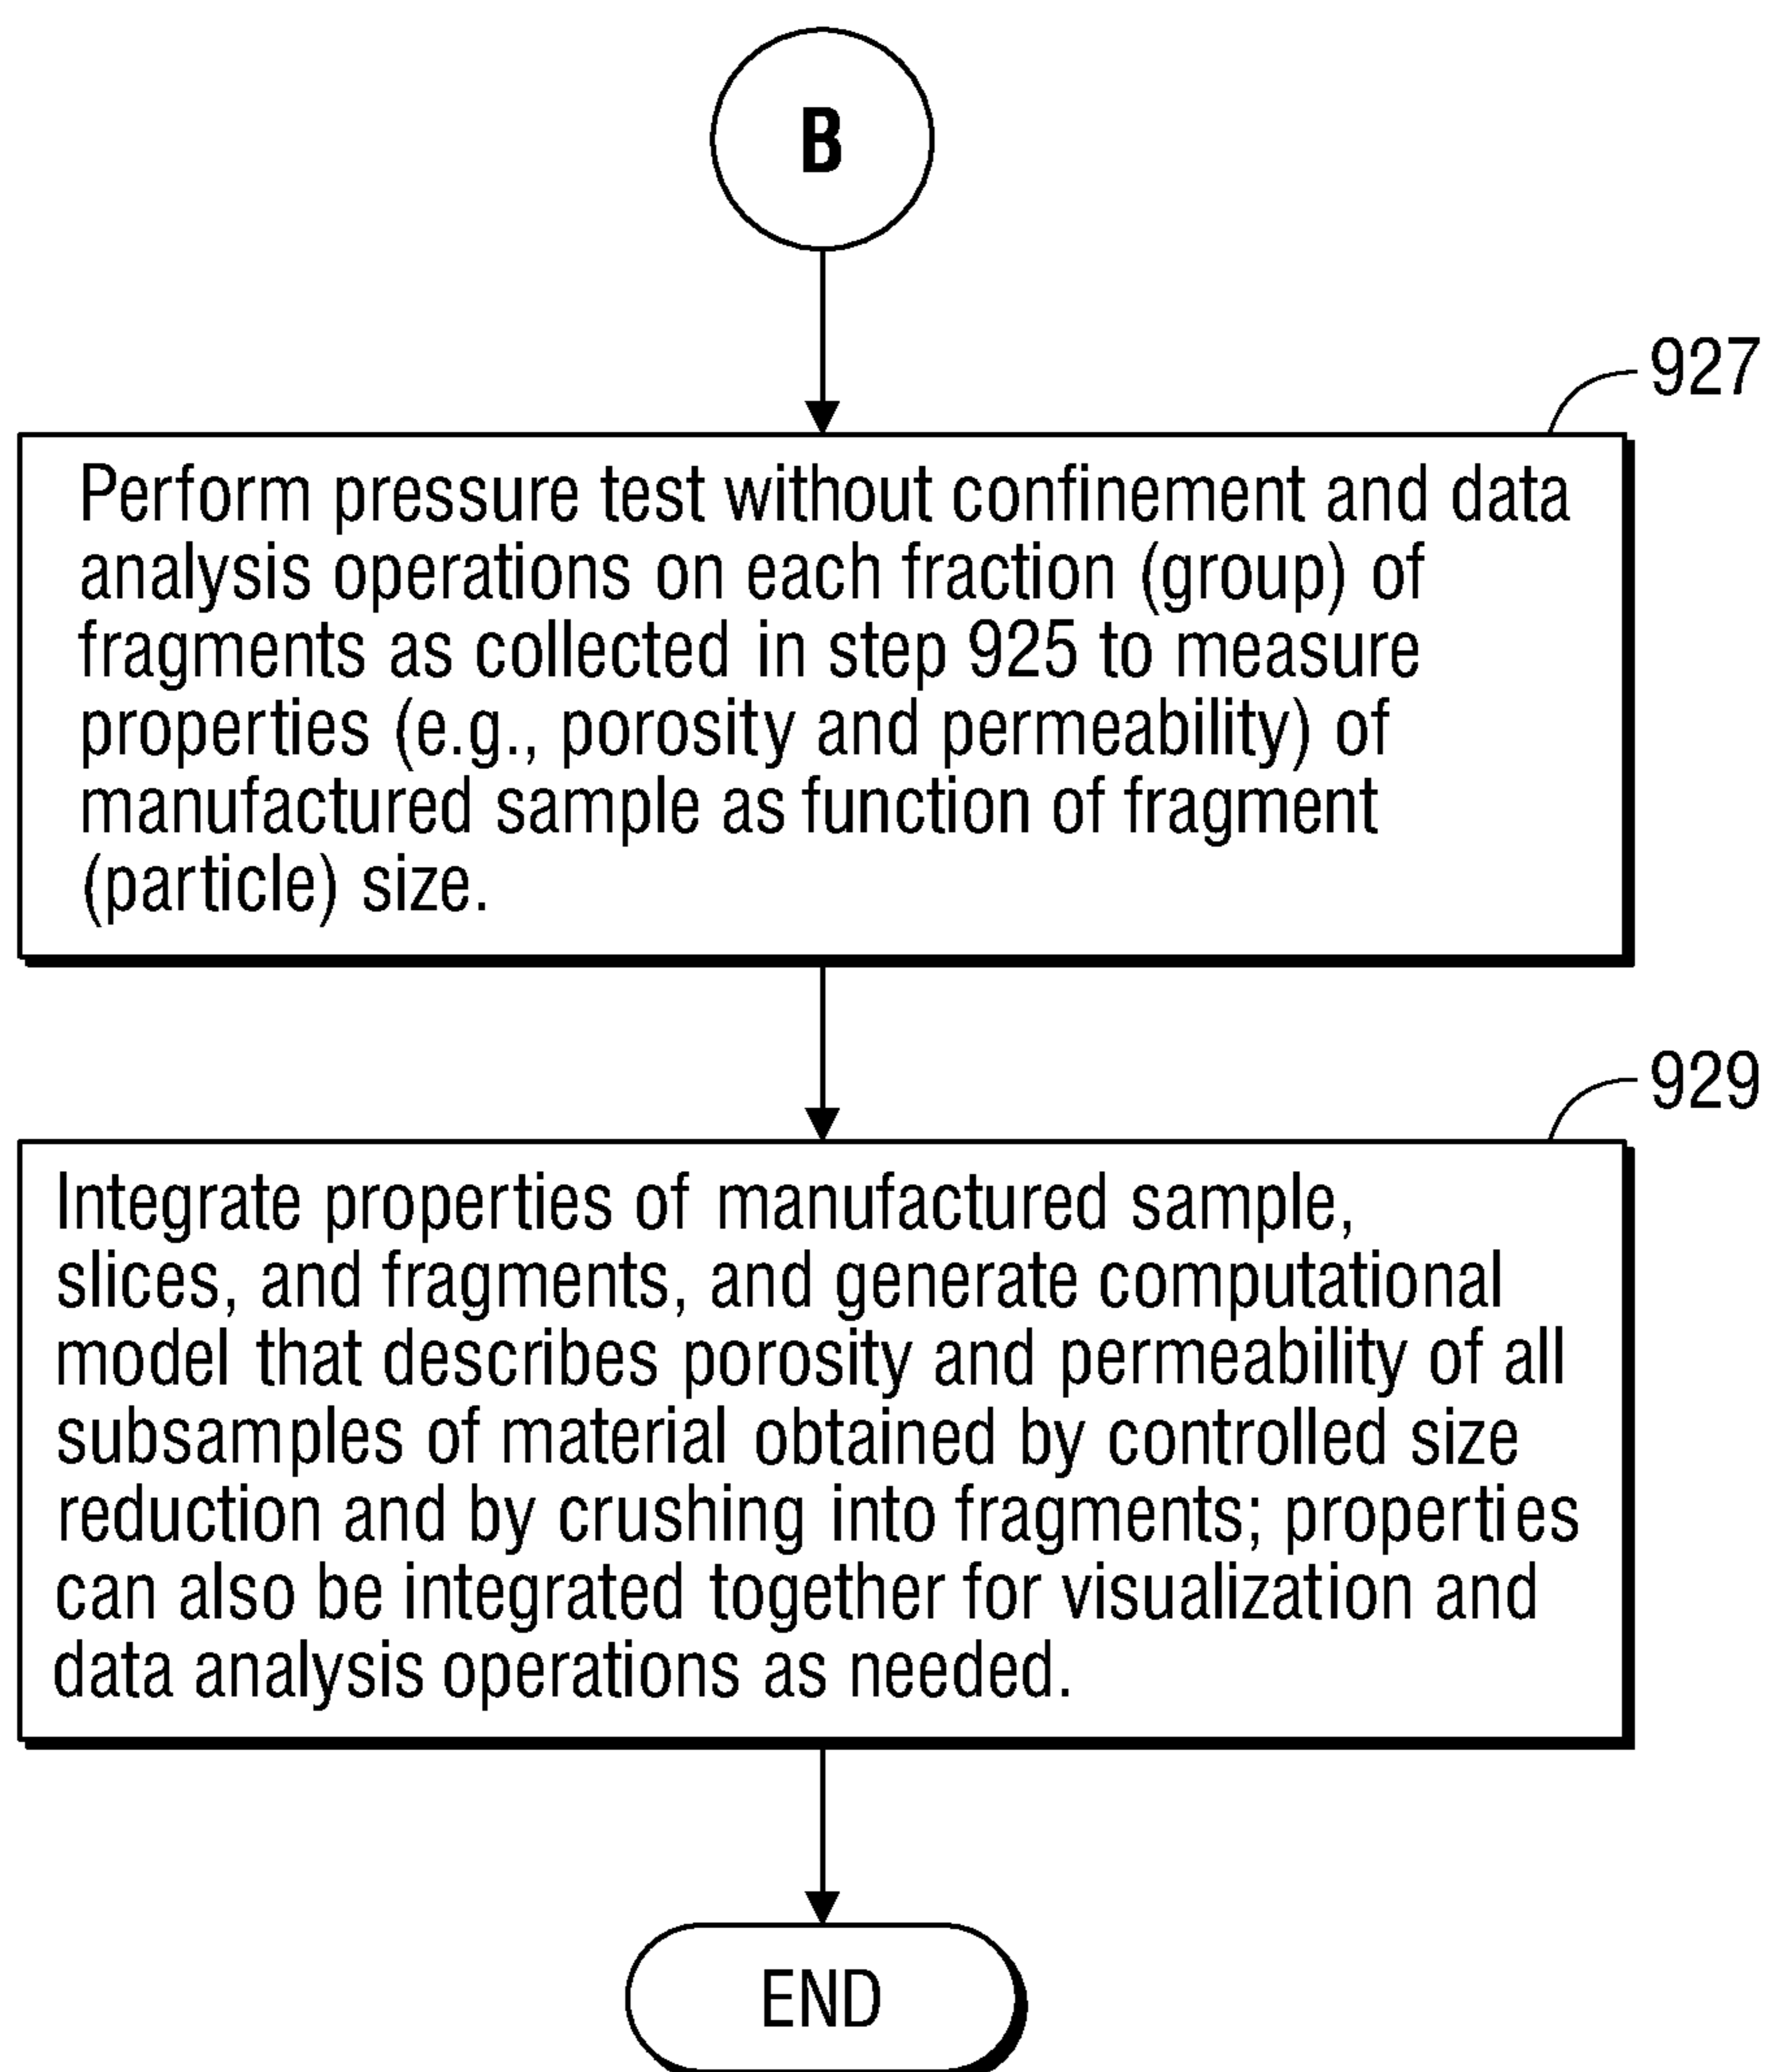 B
927
Perform pressure test without confinement and data
analysis operations on each fraction (group) of
fragments as collected in step 925 to measure
properties (e.g., porosity and permeability) of
manufactured sample as function of fragment
(particle) size.
929
Integrate properties of manufactured sample,
slices, and fragments, and generate computational
model that describes porosity and permeability of all
subsamples of material obtained by controlled size
reduction and by crushing into fragments; properties
can also be integrated together for visualization and
data analysis operations as needed.
END